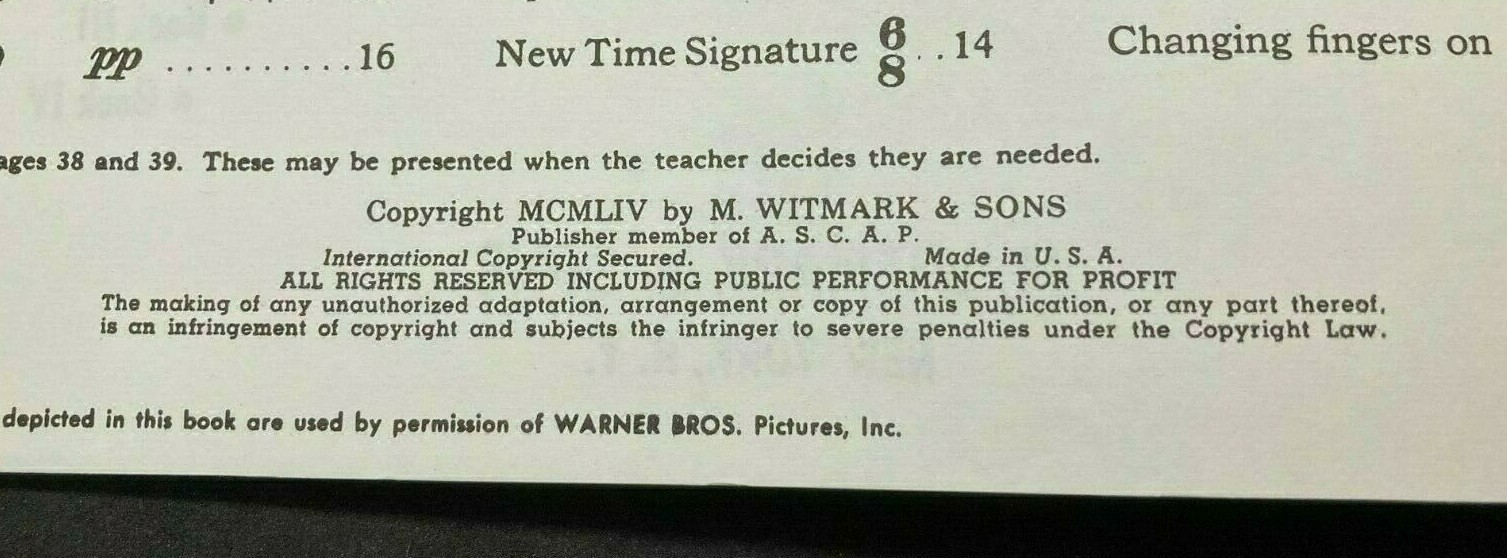 pp ..........16 New Time Signature 6/8 ..14 Changing fingers on
ages 38 and 39. These may be presented when the teacher decides they are needed.
Copyright MCMLIV by M. WITMARK & SONS
Publisher member of A. S. C. A. P.
International Copyright Secured. Made in U. S. A.
ALL RIGHTS RESERVED INCLUDING PUBLIC PERFORMANCE FOR PROFIT
The making of any unauthorized adaptation, arrangement or copy of this publication, or any part thereof,
is an infringement of copyright and subjects the infringer to severe penalties under the Copyright Law.
depicted in this book are used by permission of WARNER BROS. Pictures, Inc.